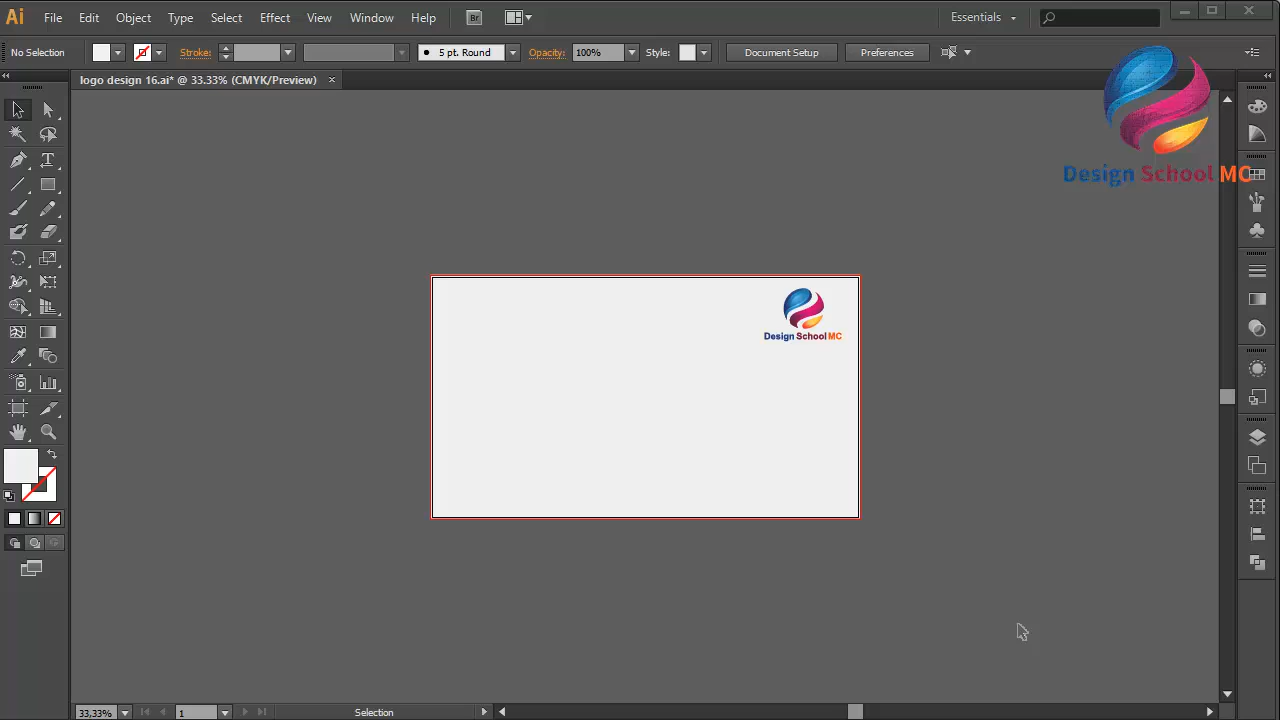 Ai File Edit Object Type Select Effect View Window Help Br Essentials
No Selection Stroke: 5 pt. Round Opacity: 100% Style: Document Setup Preferences
logo design 16.ai* @ 33.33% (CMYK/Preview) ×
Design School MC
Design School MC
33,33% 1 Selection